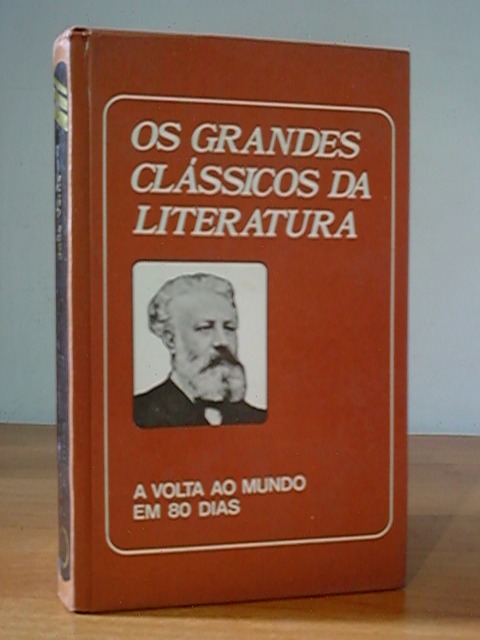 OS GRANDES
CLÁSSICOS DA
LITERATURA
A VOLTA AO MUNDO
EM 80 DIAS